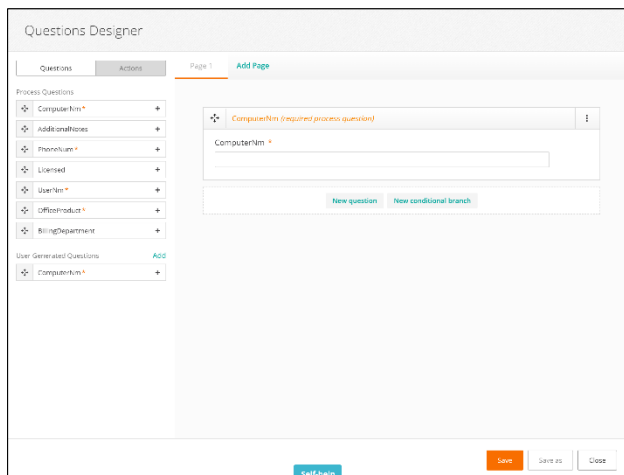 Questions Designer
Questions Actions
Page 1 Add Page
Process Questions
ComputerNm * +
AdditionalNotes +
PhoneNum * +
Licensed +
UserNm * +
OfficeProduct * +
BillingDepartment +
User Generated Questions Add
ComputerNm * +
ComputerNm (required process question)
ComputerNm *
New question New conditional branch
Self-help
Save Save as Close